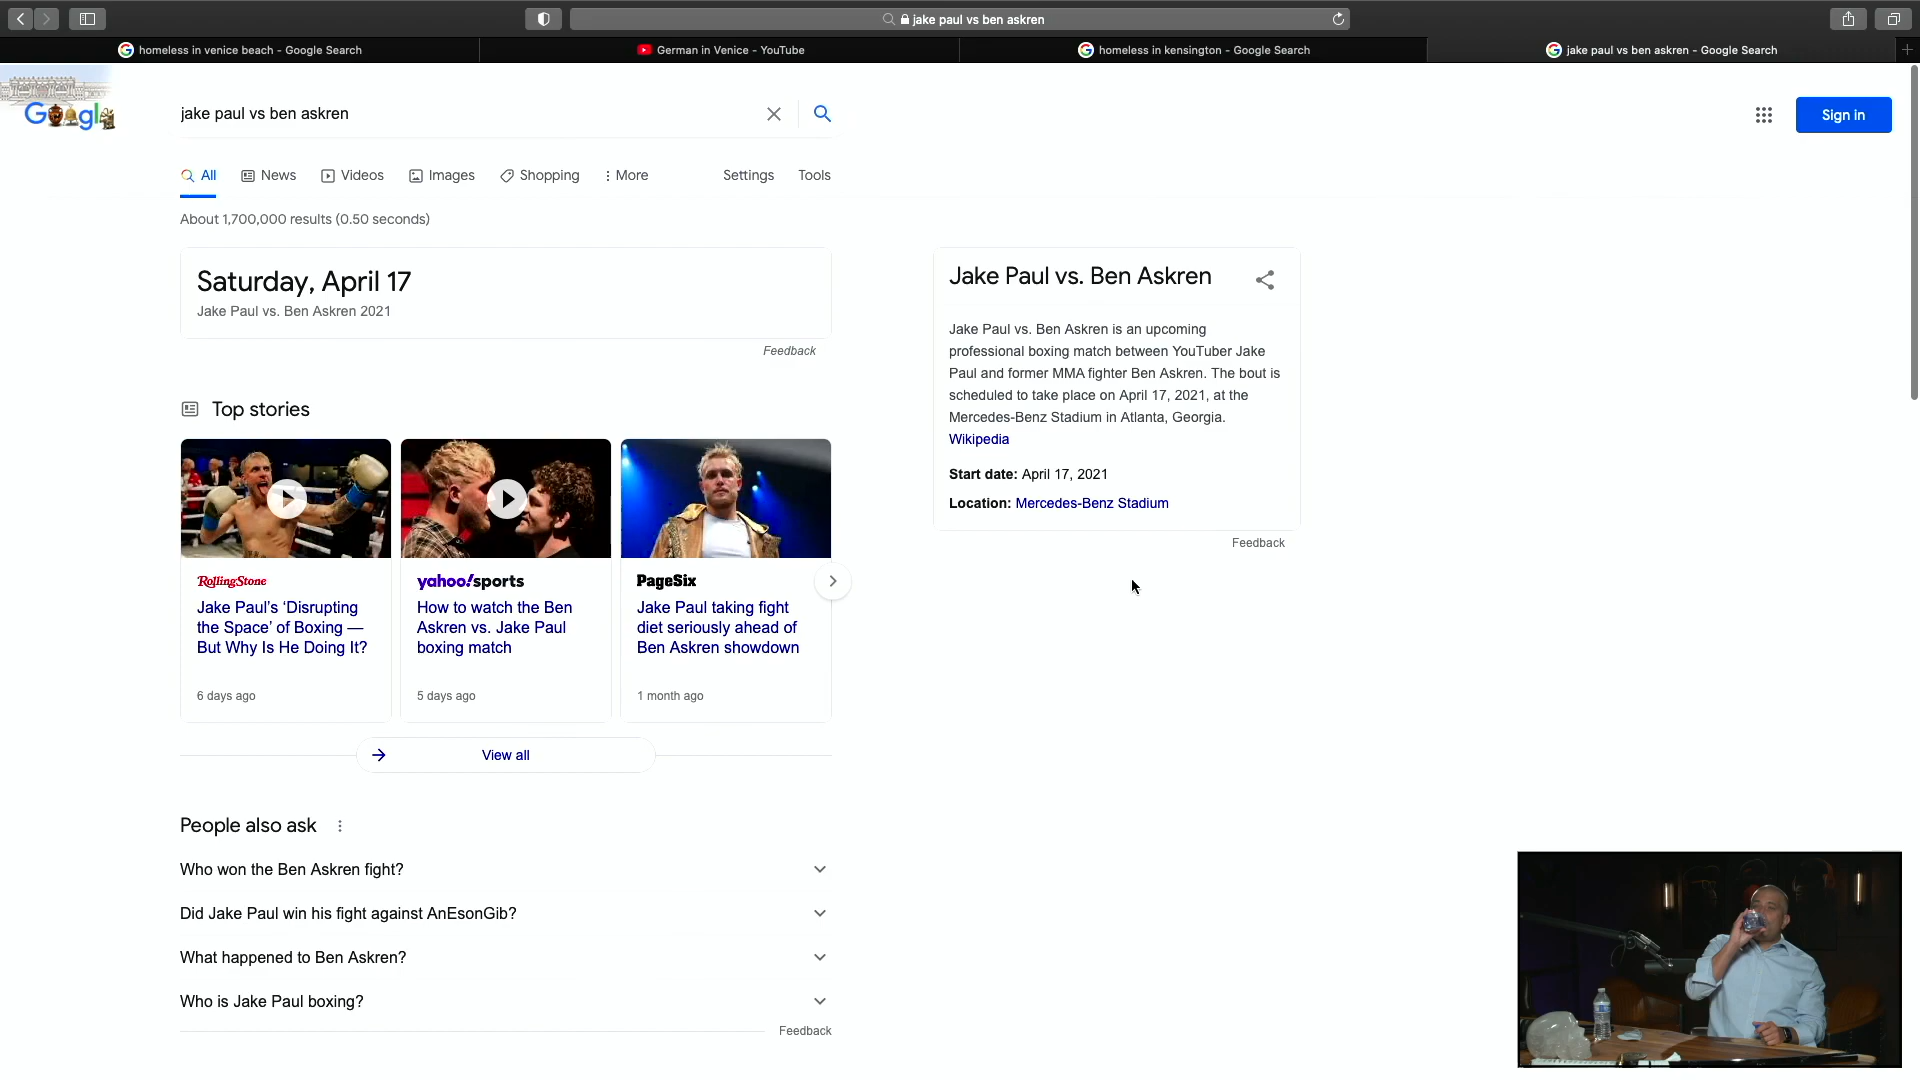 jake paul vs ben askren
homeless in venice beach - Google Search
German in Venice - YouTube
homeless in kensington - Google Search
jake paul vs ben askren - Google Search
Google
jake paul vs ben askren
Sign in
All
News
Videos
Images
Shopping
More
Settings
Tools
About 1,700,000 results (0.50 seconds)
Saturday, April 17
Jake Paul vs. Ben Askren 2021
Feedback
Top stories
RollingStone
Jake Paul's ‘Disrupting
the Space’ of Boxing —
But Why Is He Doing It?
6 days ago
yahoo!sports
How to watch the Ben
Askren vs. Jake Paul
boxing match
5 days ago
PageSix
Jake Paul taking fight
diet seriously ahead of
Ben Askren showdown
1 month ago
View all
People also ask
Who won the Ben Askren fight?
Did Jake Paul win his fight against AnEsonGib?
What happened to Ben Askren?
Who is Jake Paul boxing?
Feedback
Jake Paul vs. Ben Askren
Jake Paul vs. Ben Askren is an upcoming
professional boxing match between YouTuber Jake
Paul and former MMA fighter Ben Askren. The bout is
scheduled to take place on April 17, 2021, at the
Mercedes-Benz Stadium in Atlanta, Georgia.
Wikipedia
Start date: April 17, 2021
Location: Mercedes-Benz Stadium
Feedback